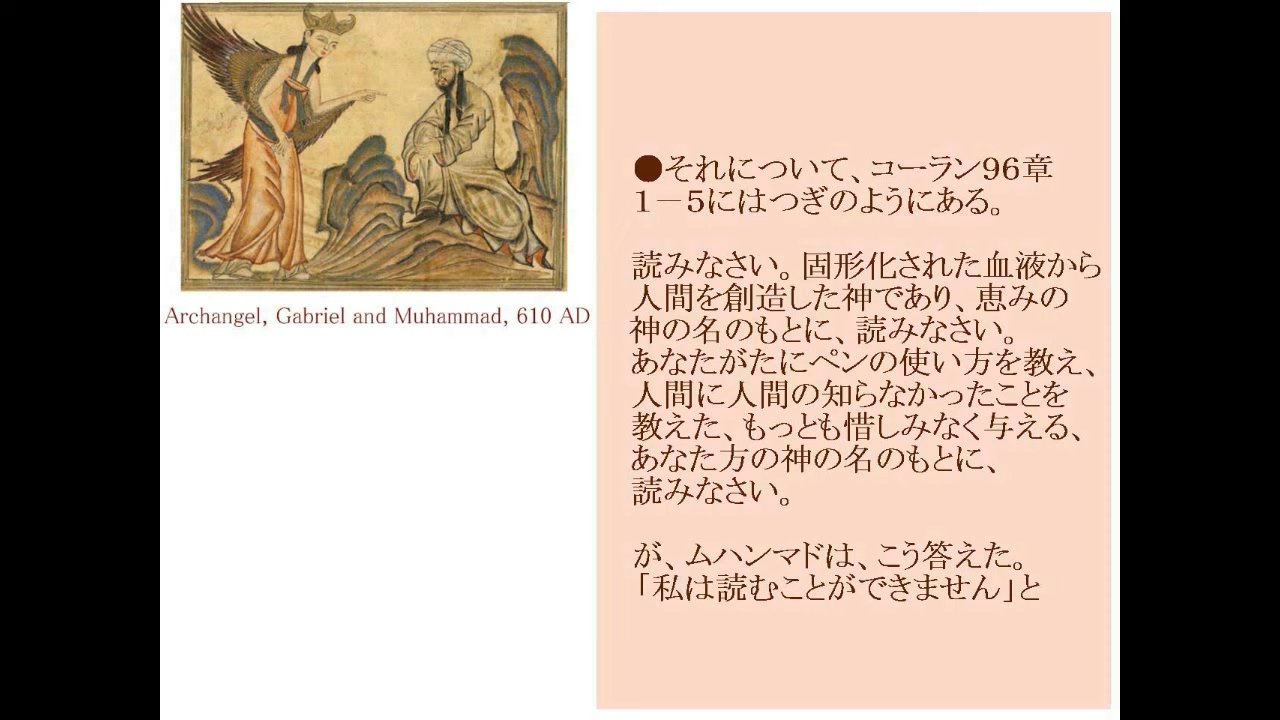 Archangel, Gabriel and Muhammad, 610 AD
●それについて、コーラン９６章
１－５にはつぎのようにある。
読みなさい。固形化された血液から
人間を創造した神であり、恵みの
神の名のもとに、読みなさい。
あなたがたにペンの使い方を教え、
人間に人間の知らなかったことを
教えた、もっとも惜しみなく与える、
あなた方の神の名のもとに、
読みなさい。
が、ムハンマドは、こう答えた。
「私は読むことができません」と